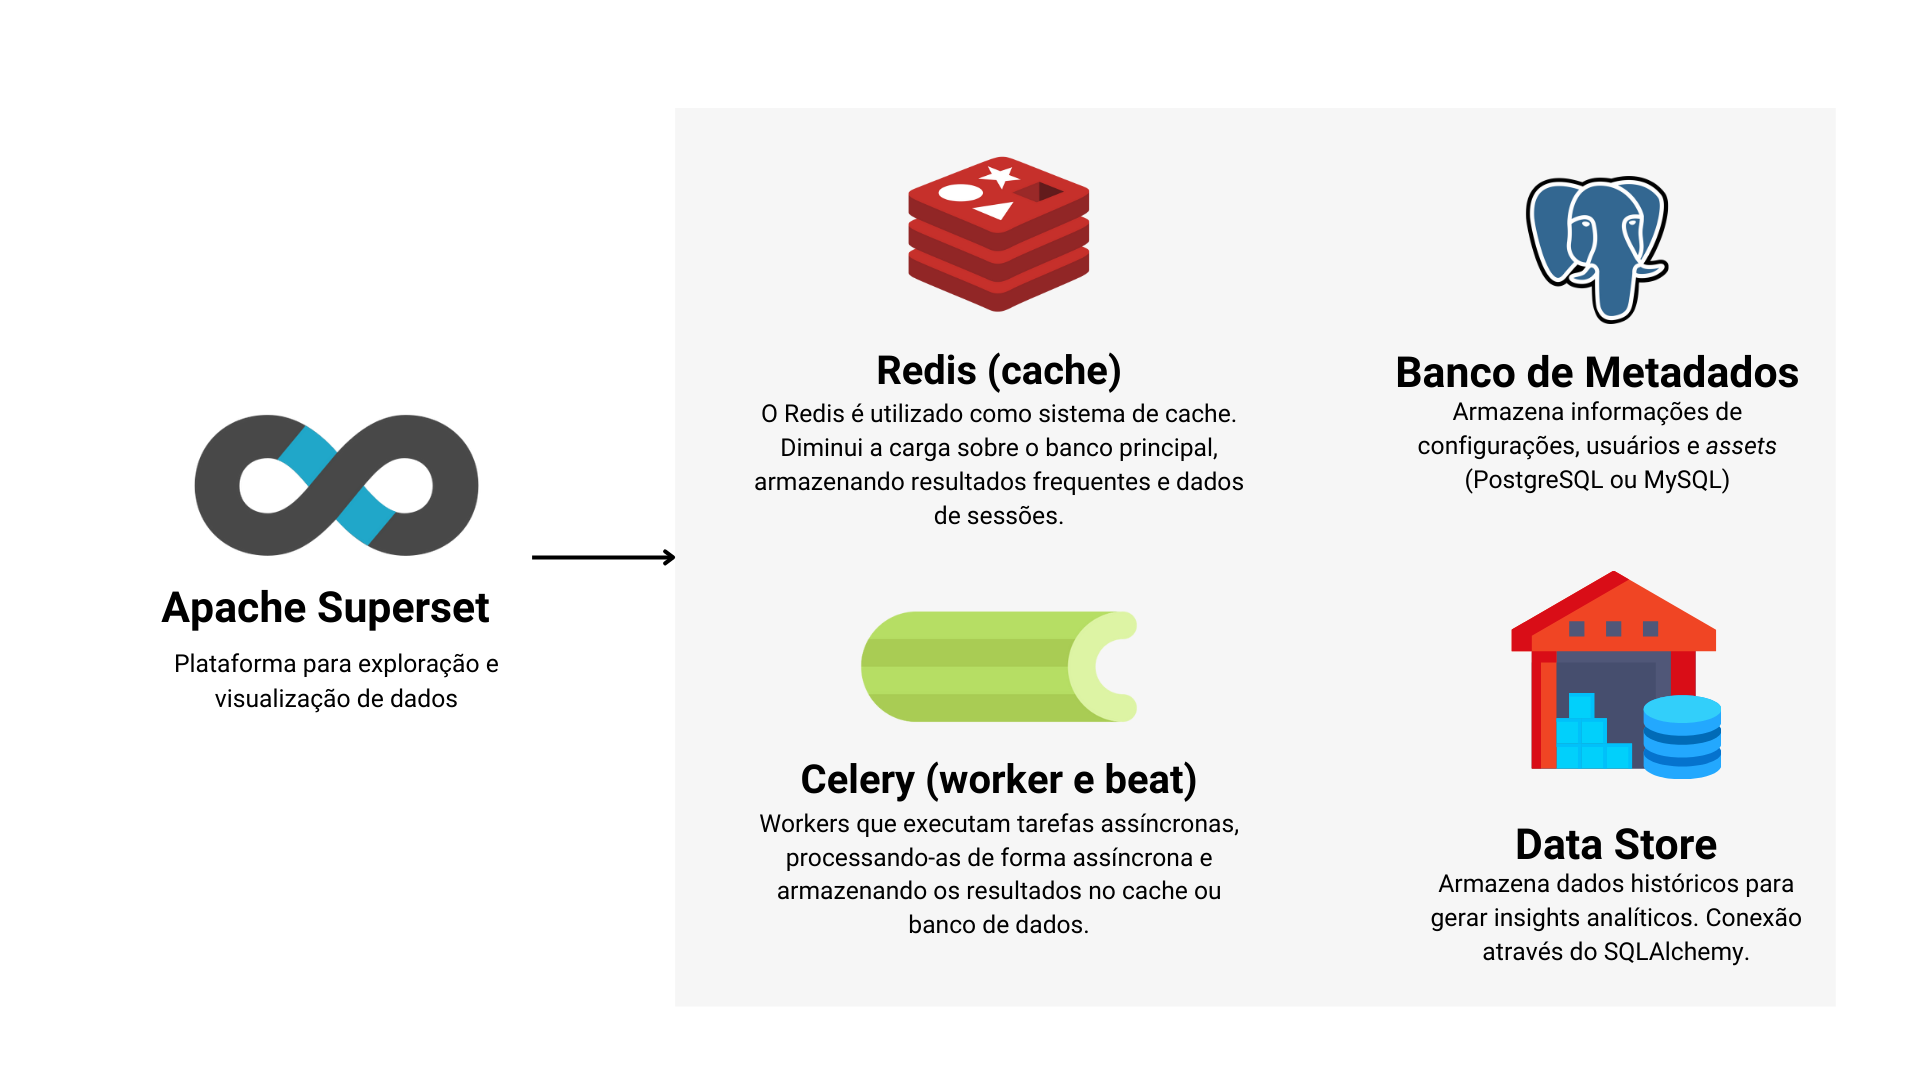 Apache Superset
Plataforma para exploração e
visualização de dados
Redis (cache)
O Redis é utilizado como sistema de cache.
Diminui a carga sobre o banco principal,
armazenando resultados frequentes e dados
de sessões.
Banco de Metadados
Armazena informações de
configurações, usuários e assets
(PostgreSQL ou MySQL)
Celery (worker e beat)
Workers que executam tarefas assíncronas,
processando-as de forma assíncrona e
armazenando os resultados no cache ou
banco de dados.
Data Store
Armazena dados históricos para
gerar insights analíticos. Conexão
através do SQLAlchemy.